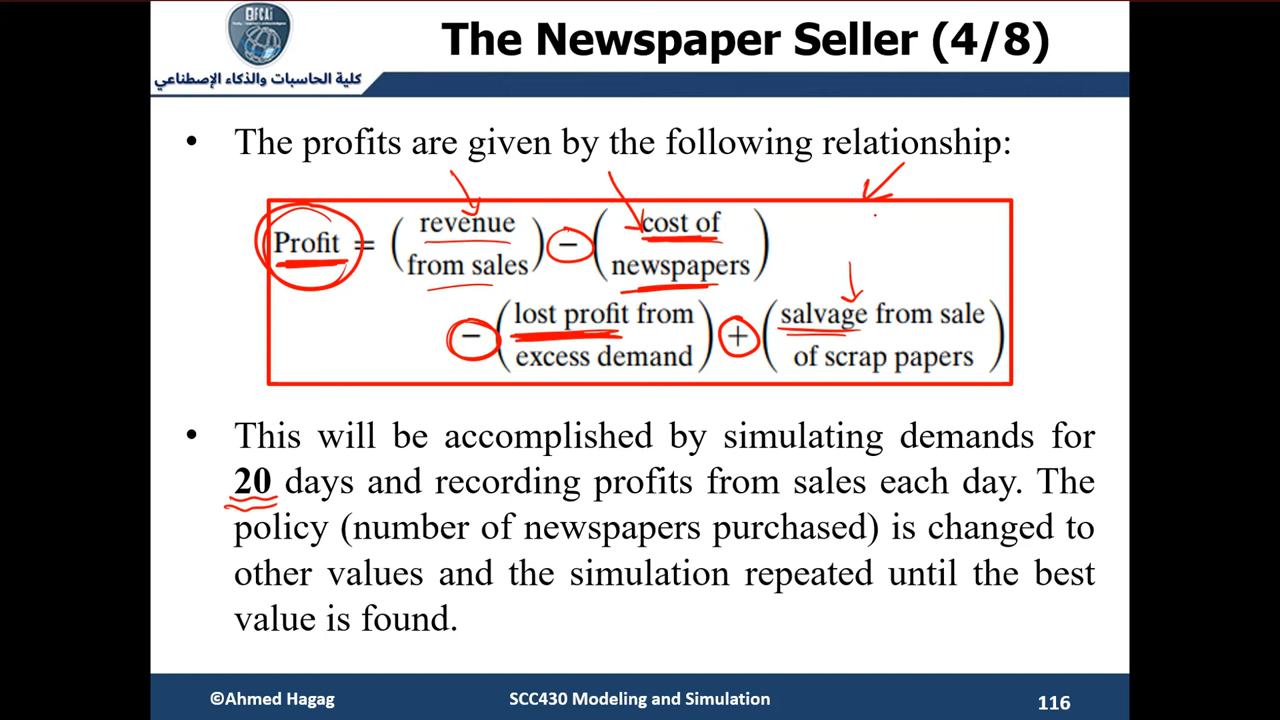 FCAi
The Newspaper Seller (4/8)
كلية الحاسبات والذكاء الإصطناعي
• The profits are given by the following relationship:
Profit = (revenue from sales) − (cost of newspapers)
− (lost profit from excess demand) + (salvage from sale of scrap papers)
• This will be accomplished by simulating demands for
20 days and recording profits from sales each day. The
policy (number of newspapers purchased) is changed to
other values and the simulation repeated until the best
value is found.
©Ahmed Hagag
SCC430 Modeling and Simulation
116